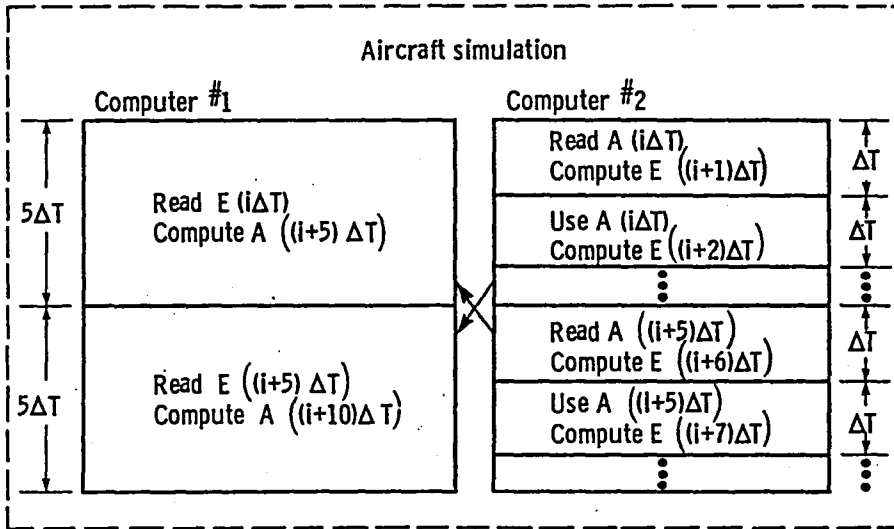 Aircraft simulation
Computer #1
5ΔT
Read E (iΔT)
Compute A ((i+5) ΔT)
5ΔT
Read E ((i+5) ΔT)
Compute A ((i+10)ΔT)
Computer #2
Read A (iΔT)
Compute E ((i+1)ΔT)
ΔT
Use A (iΔT)
Compute E ((i+2)ΔT)
ΔT
Read A ((i+5)ΔT)
Compute E ((i+6)ΔT)
ΔT
Use A ((i+5)ΔT)
Compute E ((i+7)ΔT)
ΔT